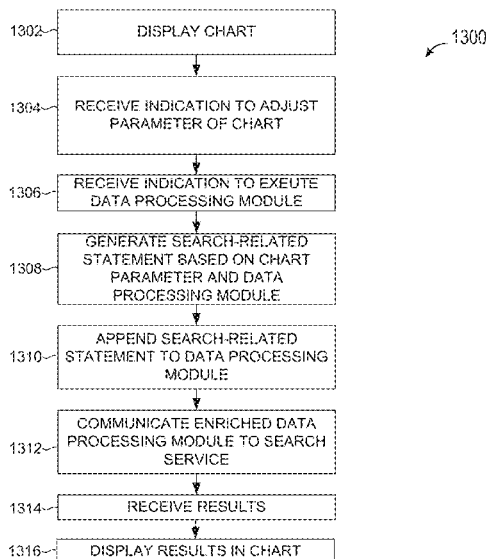 1300
1302
DISPLAY CHART
1304
RECEIVE INDICATION TO ADJUST
PARAMETER OF CHART
1306
RECEIVE INDICATION TO EXEUTE
DATA PROCESSING MODULE
1308
GENERATE SEARCH-RELATED
STATEMENT BASED ON CHART
PARAMETER AND DATA
PROCESSING MODULE
1310
APPEND SEARCH-RELATED
STATEMENT TO DATA PROCESSING
MODULE
1312
COMMUNICATE ENRICHED DATA
PROCESSING MODULE TO SEARCH
SERVICE
1314
RECEIVE RESULTS
1316
DISPLAY RESULTS IN CHART